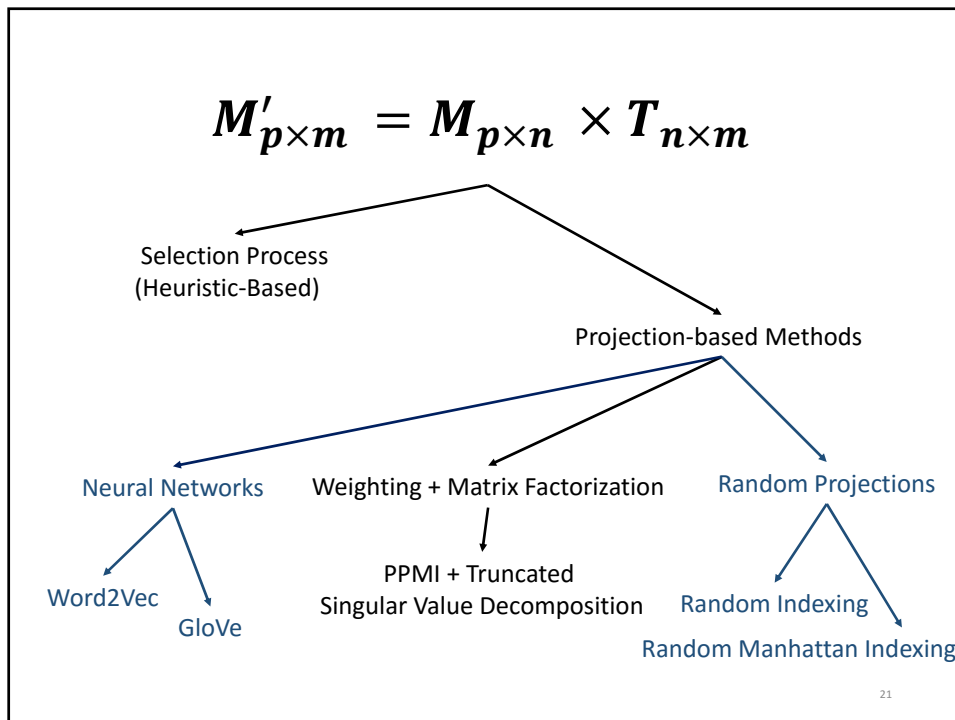 M′p×m = Mp×n × Tn×m
Selection Process
(Heuristic-Based)
Projection-based Methods
Neural Networks
Weighting + Matrix Factorization
Random Projections
Word2Vec
GloVe
PPMI + Truncated
Singular Value Decomposition
Random Indexing
Random Manhattan Indexing
21